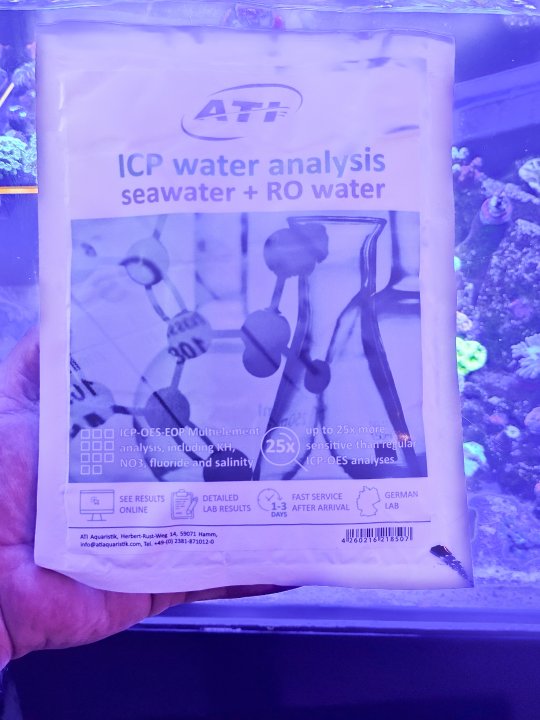 ATI
ICP water analysis
seawater + RO water
ICP-OES-EOP Multielement
analysis, including KH,
NO3, fluoride and salinity
25x
up to 25x more
sensitive than regular
ICP-OES analyses.
SEE RESULTS
ONLINE
DETAILED
LAB RESULTS
1-3
DAYS
FAST SERVICE
AFTER ARRIVAL
GERMAN
LAB
ATI Aquaristik, Herbert-Rust-Weg 14, 59071 Hamm,
info@atiaquaristik.com, Tel. +49-(0) 2381-871012-0
4 260216 218507